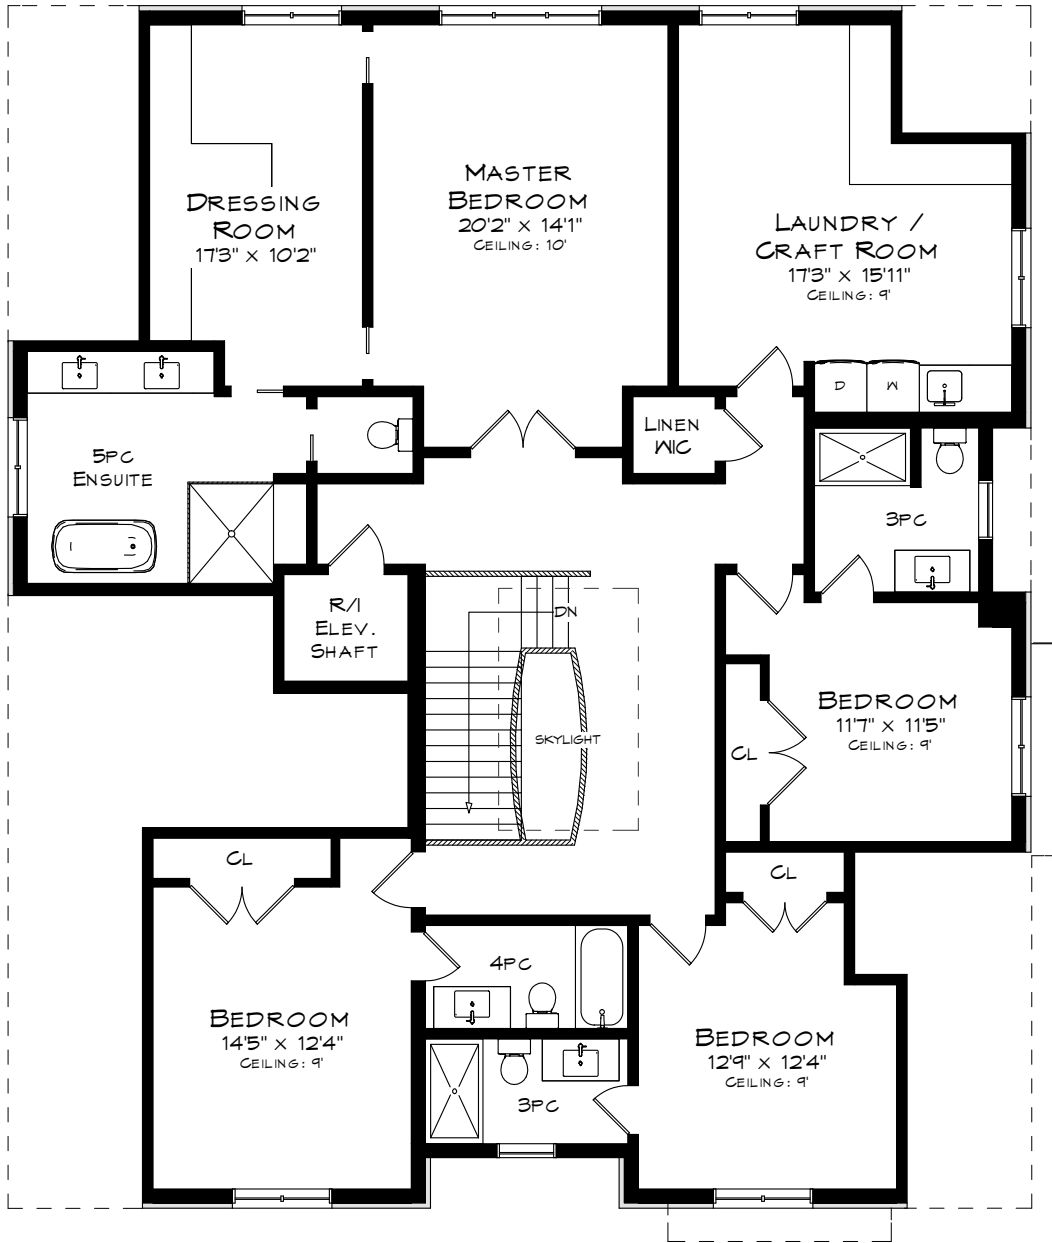 MASTER
BEDROOM
20'2" x 14'1"
CEILING: 10'
DRESSING
ROOM
17'3" x 10'2"
LAUNDRY /
CRAFT ROOM
17'3" x 15'11"
CEILING: 9'
D
W
LINEN
WIC
5PC
ENSUITE
3PC
R/I
ELEV.
SHAFT
DN
SKYLIGHT
BEDROOM
11'7" x 11'5"
CEILING: 9'
CL
CL
CL
4PC
BEDROOM
14'5" x 12'4"
CEILING: 9'
BEDROOM
12'9" x 12'4"
CEILING: 9'
3PC